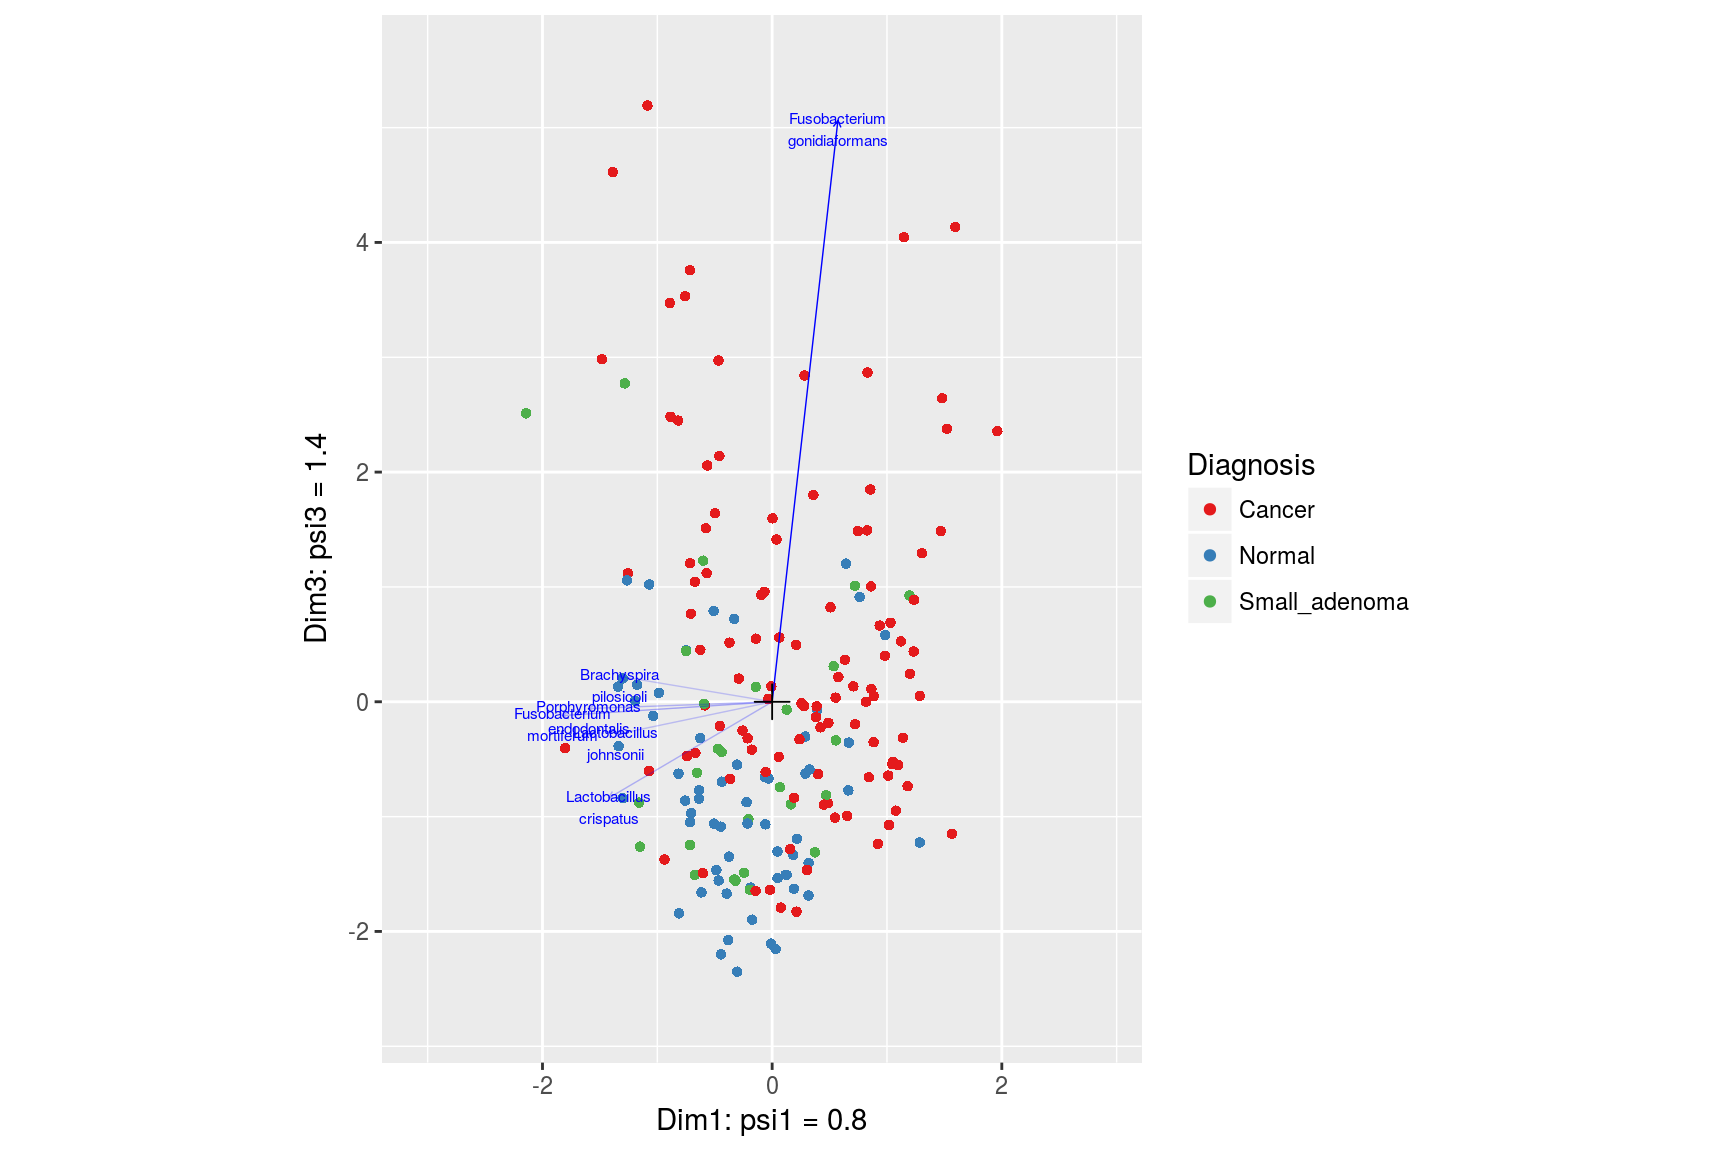 Fusobacterium
gonidiaformans
4
2
0
-2
Dim3: psi3 = 1.4
Brachyspira
pilosicoli
Porphyromonas
endodontalis
Fusobacterium
mortiferum
Lactobacillus
johnsonii
Lactobacillus
crispatus
-2
0
2
Dim1: psi1 = 0.8
Diagnosis
Cancer
Normal
Small_adenoma